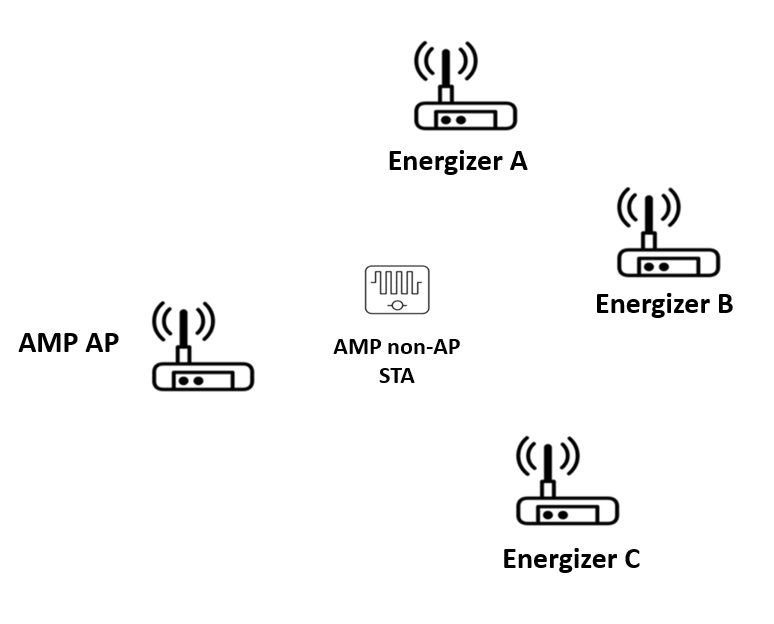 Energizer A
Energizer B
AMP AP
AMP non-AP
STA
Energizer C